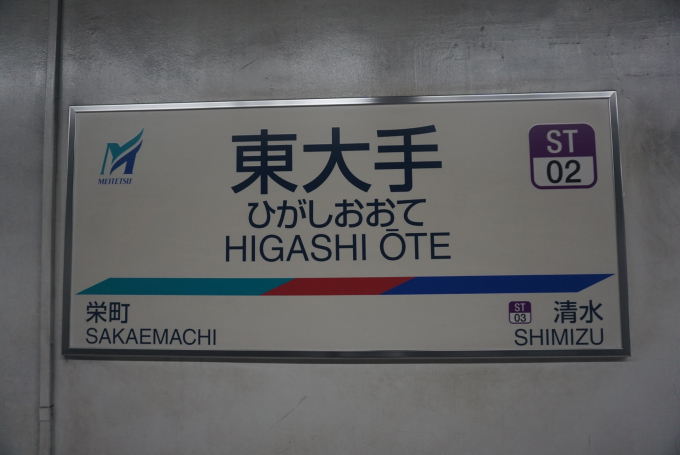 MEITETSU
東大手
ひがしおおて
HIGASHI ŌTE
ST
02
栄町
SAKAEMACHI
ST
03
清水
SHIMIZU